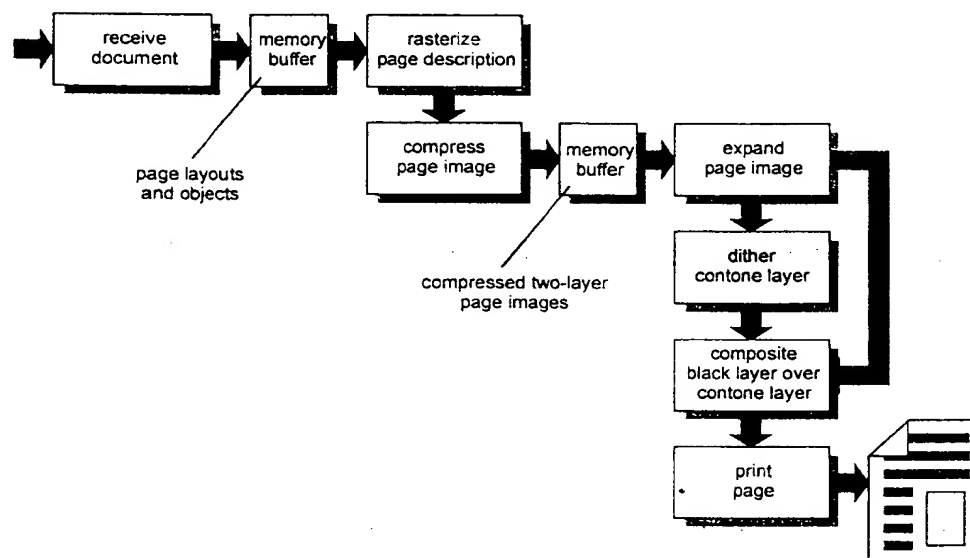 receive
document
memory
buffer
rasterize
page description
compress
page image
memory
buffer
expand
page image
page layouts
and objects
dither
contone layer
compressed two-layer
page images
composite
black layer over
contone layer
print
page